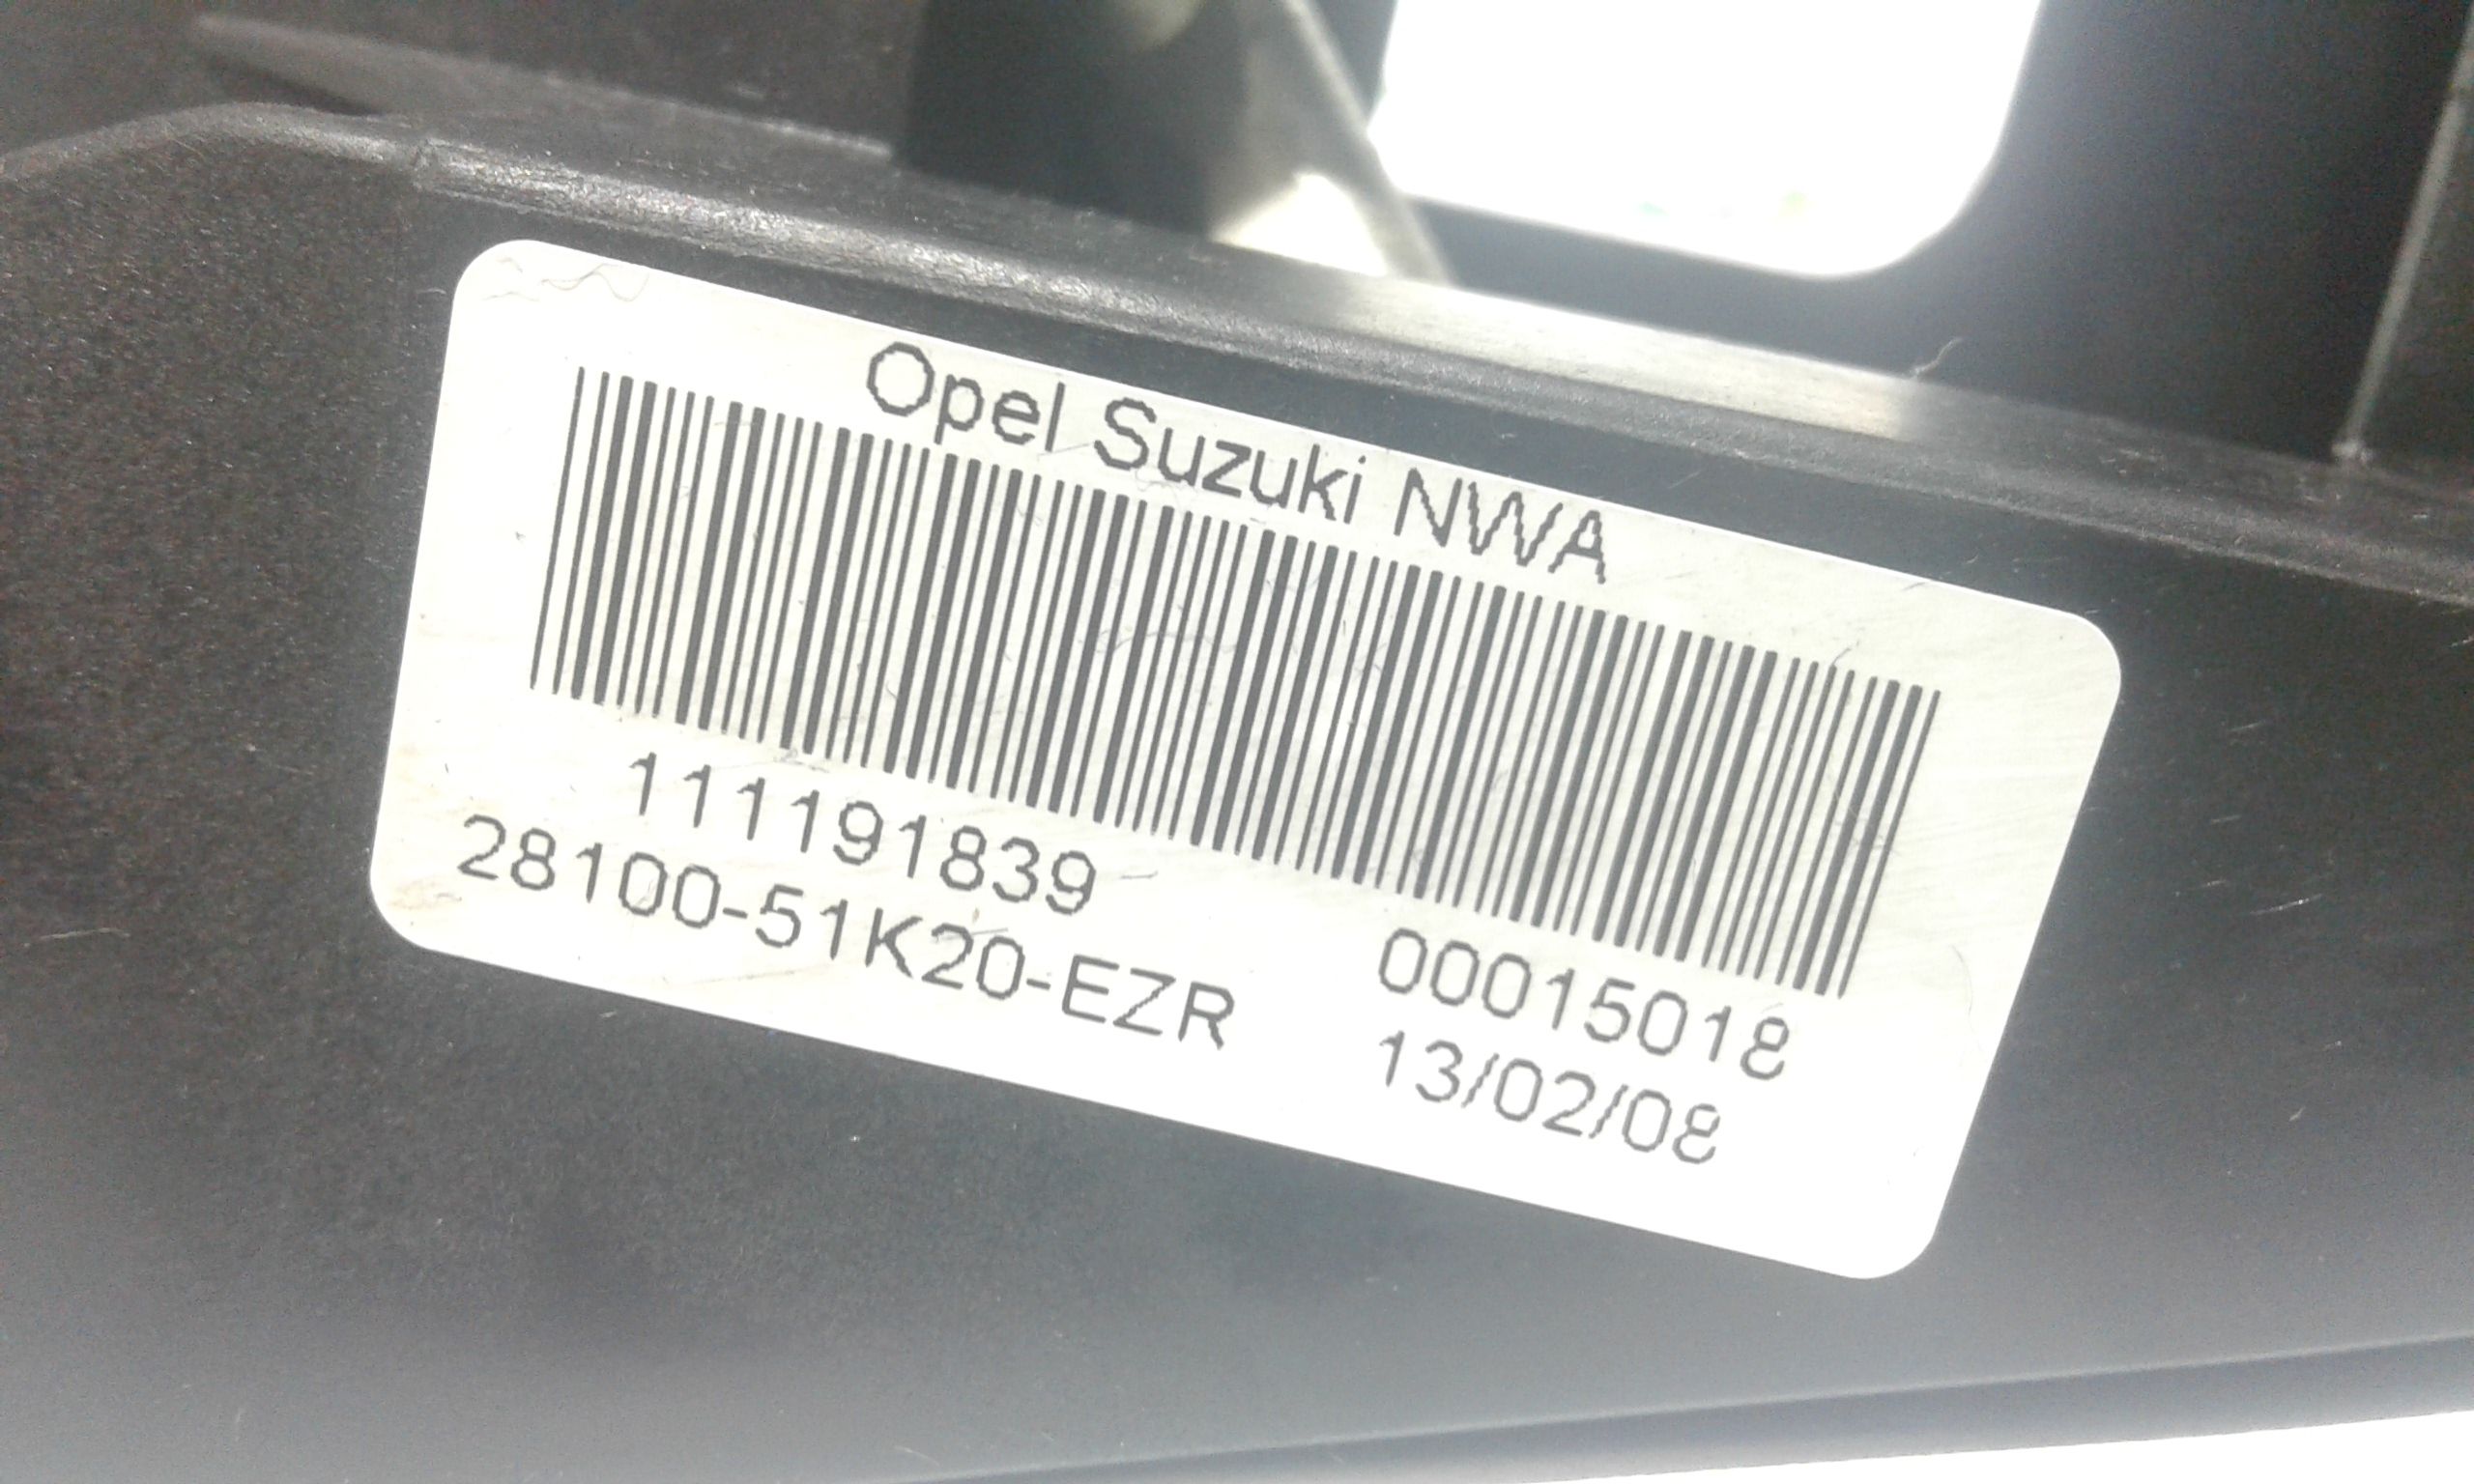 Opel Suzuki NWA
111191839 00015018
28100-51K20-EZR 13/02/08